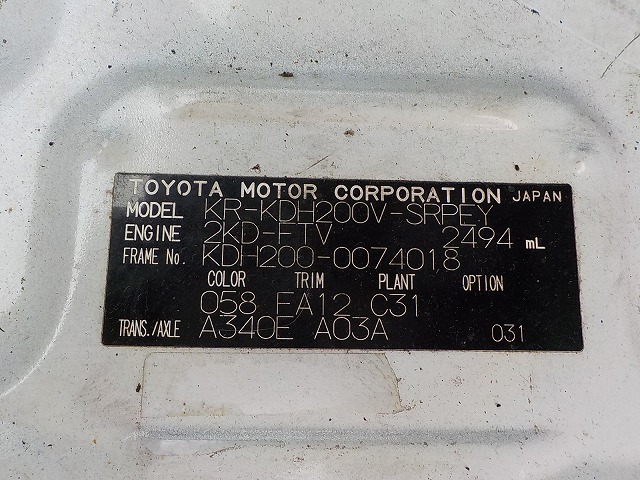 TOYOTA MOTOR CORPORATION JAPAN
MODEL KR-KDH200V-SRPEY
ENGINE 2KD-FTV 2494 mL
FRAME No. KDH200-0074018
COLOR TRIM PLANT OPTION
058 FA12 C31
TRANS./AXLE A340E A03A 031